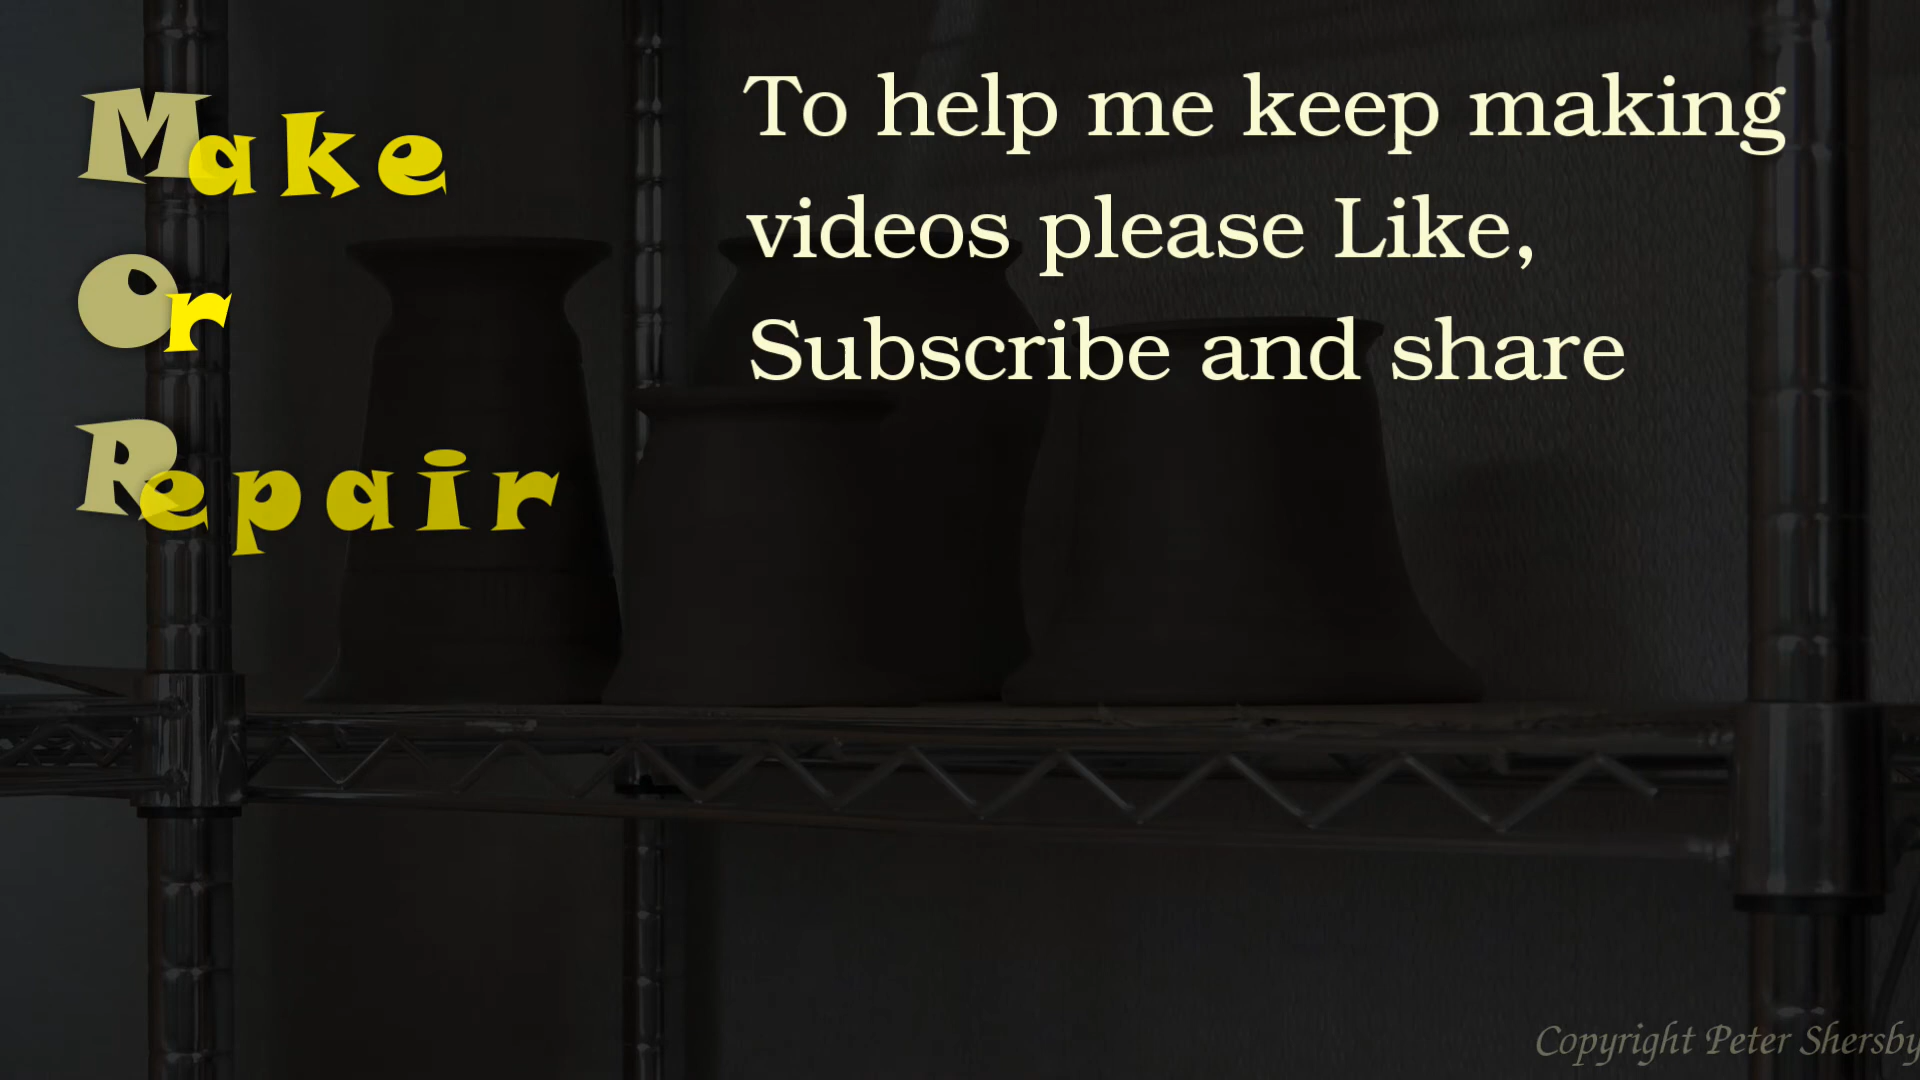 Make
Or
Repair
To help me keep making
videos please Like,
Subscribe and share
Copyright Peter Shersby